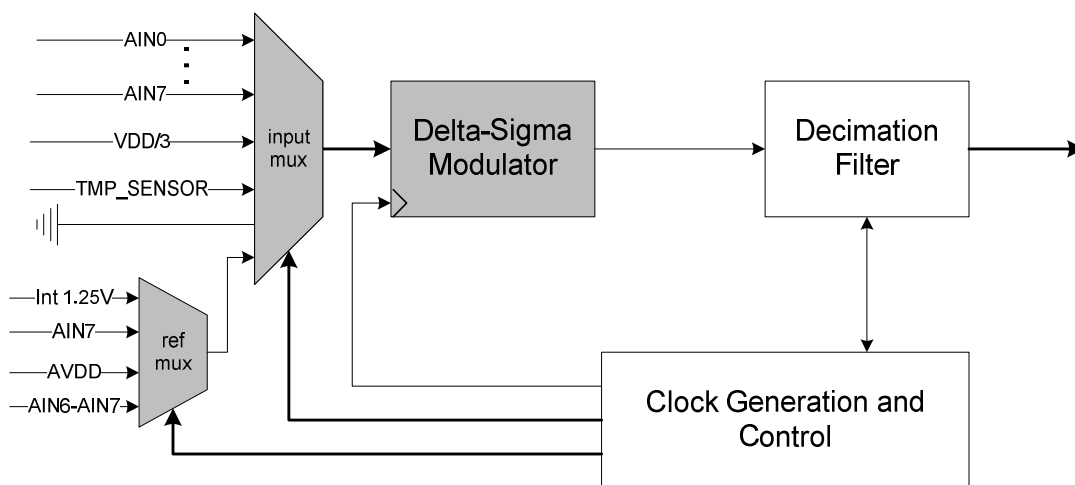 AIN0
AIN7
VDD/3
TMP_SENSOR
input
mux
Delta-Sigma
Modulator
Decimation
Filter
Int 1.25V
AIN7
AVDD
AIN6-AIN7
ref
mux
Clock Generation and
Control